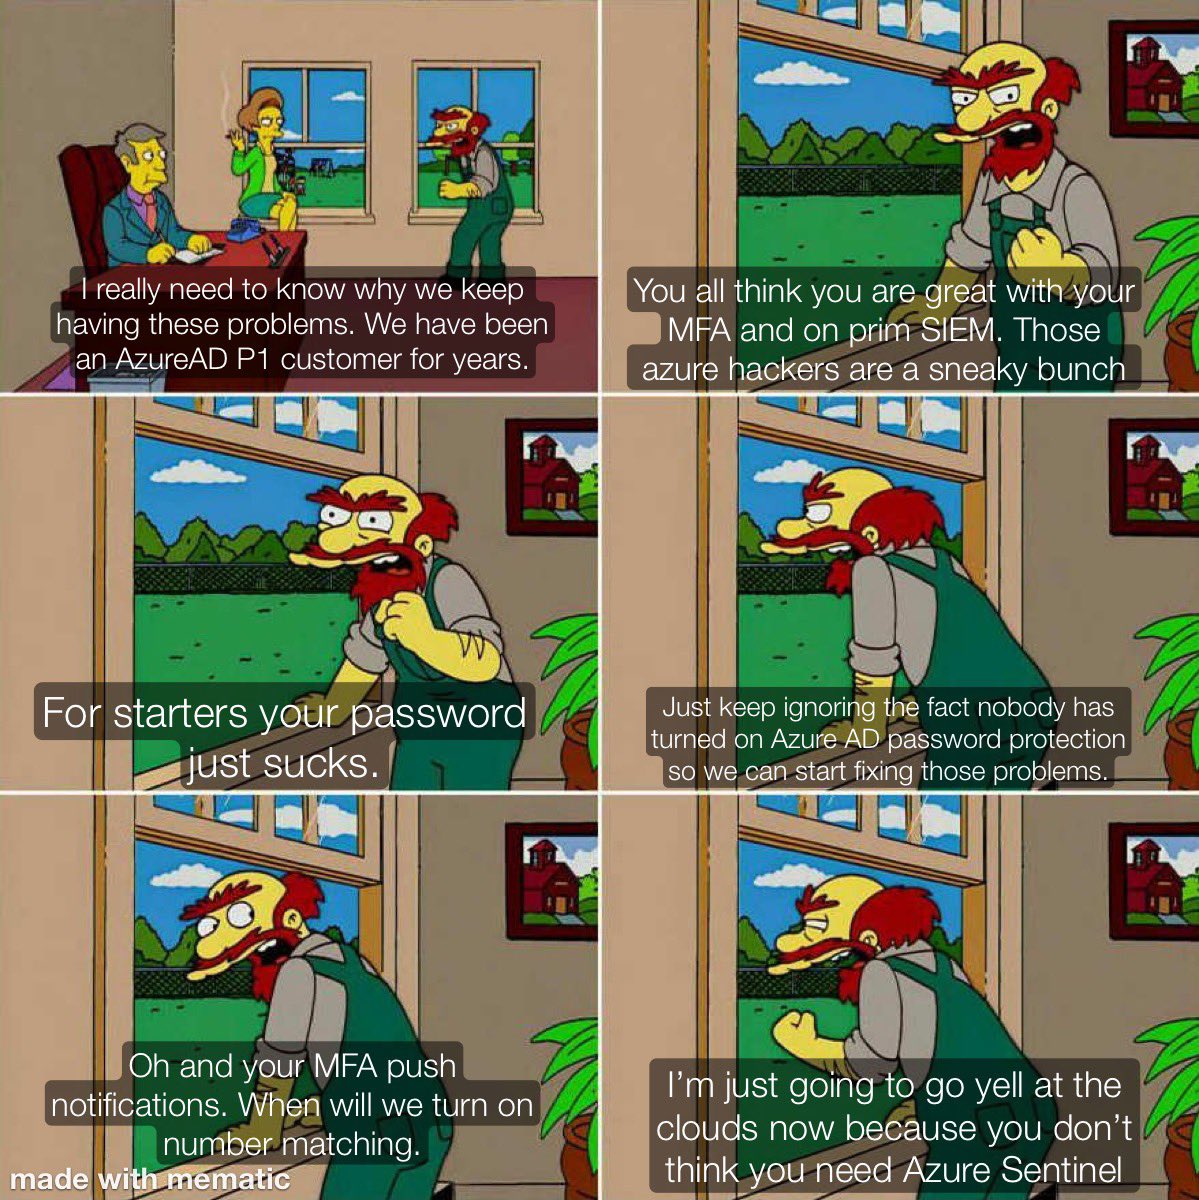 I really need to know why we keep
having these problems. We have been
an AzureAD P1 customer for years.
You all think you are great with your
MFA and on prim SIEM. Those
azure hackers are a sneaky bunch
For starters your password
just sucks.
Just keep ignoring the fact nobody has
turned on Azure AD password protection
so we can start fixing those problems.
Oh and your MFA push
notifications. When will we turn on
number matching.
I'm just going to go yell at the
clouds now because you don't
think you need Azure Sentinel
made with mematic